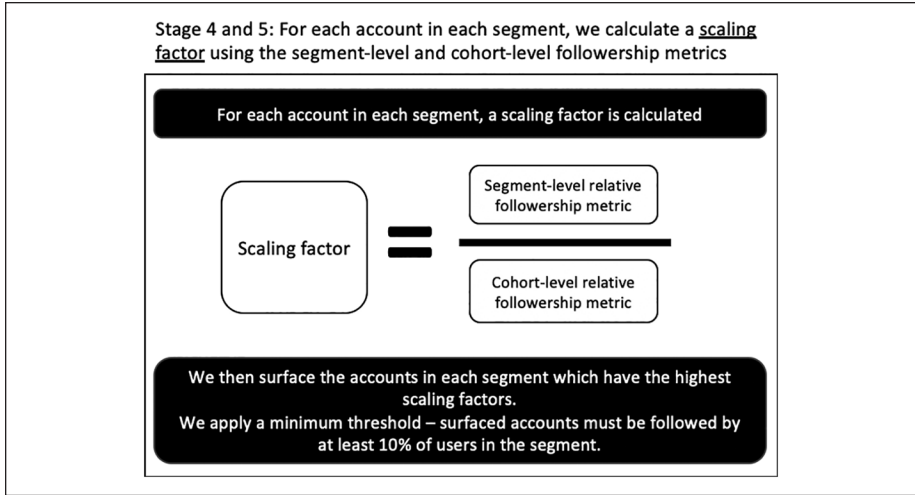 Stage 4 and 5: For each account in each segment, we calculate a scaling
factor using the segment-level and cohort-level followership metrics
For each account in each segment, a scaling factor is calculated
Scaling factor
=
Segment-level relative
followership metric
Cohort-level relative
followership metric
We then surface the accounts in each segment which have the highest
scaling factors.
We apply a minimum threshold – surfaced accounts must be followed by
at least 10% of users in the segment.